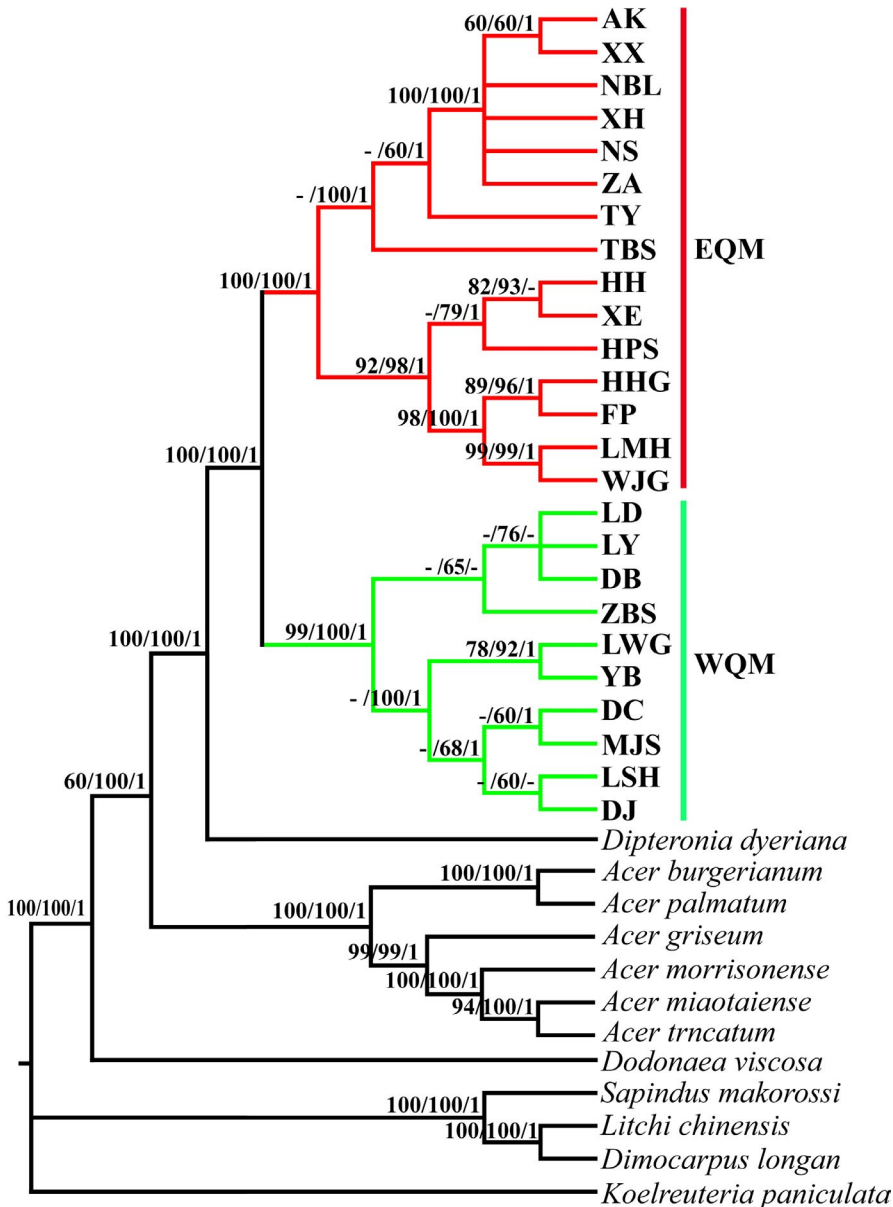 60/60/1
AK
XX
NBL
100/100/1
XH
NS
- /60/1
ZA
- /100/1
TY
TBS
EQM
100/100/1
82/93/-
HH
-/79/1
XE
HPS
92/98/1
89/96/1
HHG
98/100/1
FP
99/99/1
LMH
100/100/1
WJG
LD
-/76/-
LY
- /65/-
DB
ZBS
99/100/1
100/100/1
78/92/1
LWG
WQM
YB
- /100/1
-/60/1
DC
- /68/1
MJS
60/100/1
- /60/-
LSH
DJ
Dipteronia dyeriana
100/100/1
Acer burgerianum
100/100/1
100/100/1
Acer palmatum
99/99/1
Acer griseum
100/100/1
Acer morrisonense
94/100/1
Acer miaotaiense
Acer trncatum
Dodonaea viscosa
100/100/1
Sapindus makorossi
100/100/1
Litchi chinensis
Dimocarpus longan
Koelreuteria paniculata